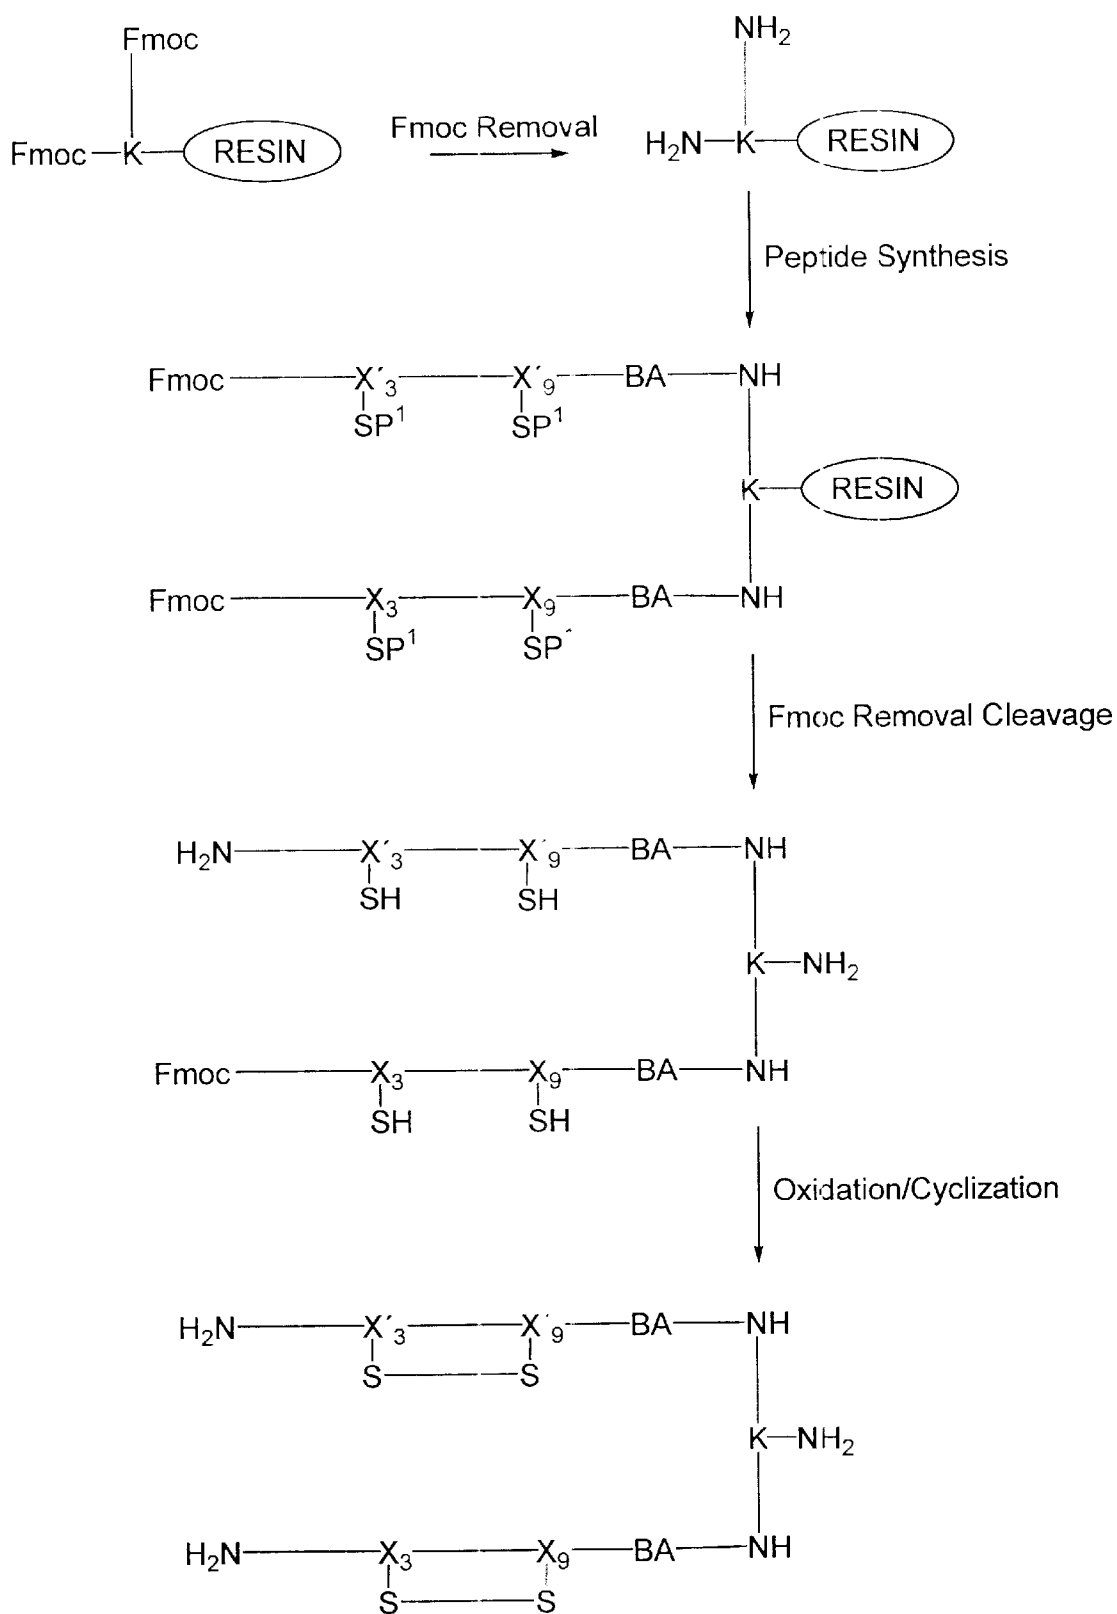 Fmoc
Fmoc—K—RESIN
Fmoc Removal
NH₂
H₂N—K—RESIN
Peptide Synthesis
Fmoc—X´₃—X´₉—BA—NH
SP¹ SP¹
K—RESIN
Fmoc—X₃—X₉—BA—NH
SP¹ SP
Fmoc Removal Cleavage
H₂N—X´₃—X´₉—BA—NH
SH SH
K—NH₂
Fmoc—X₃—X₉—BA—NH
SH SH
Oxidation/Cyclization
H₂N—X´₃—X´₉—BA—NH
S—S
K—NH₂
H₂N—X₃—X₉—BA—NH
S—S